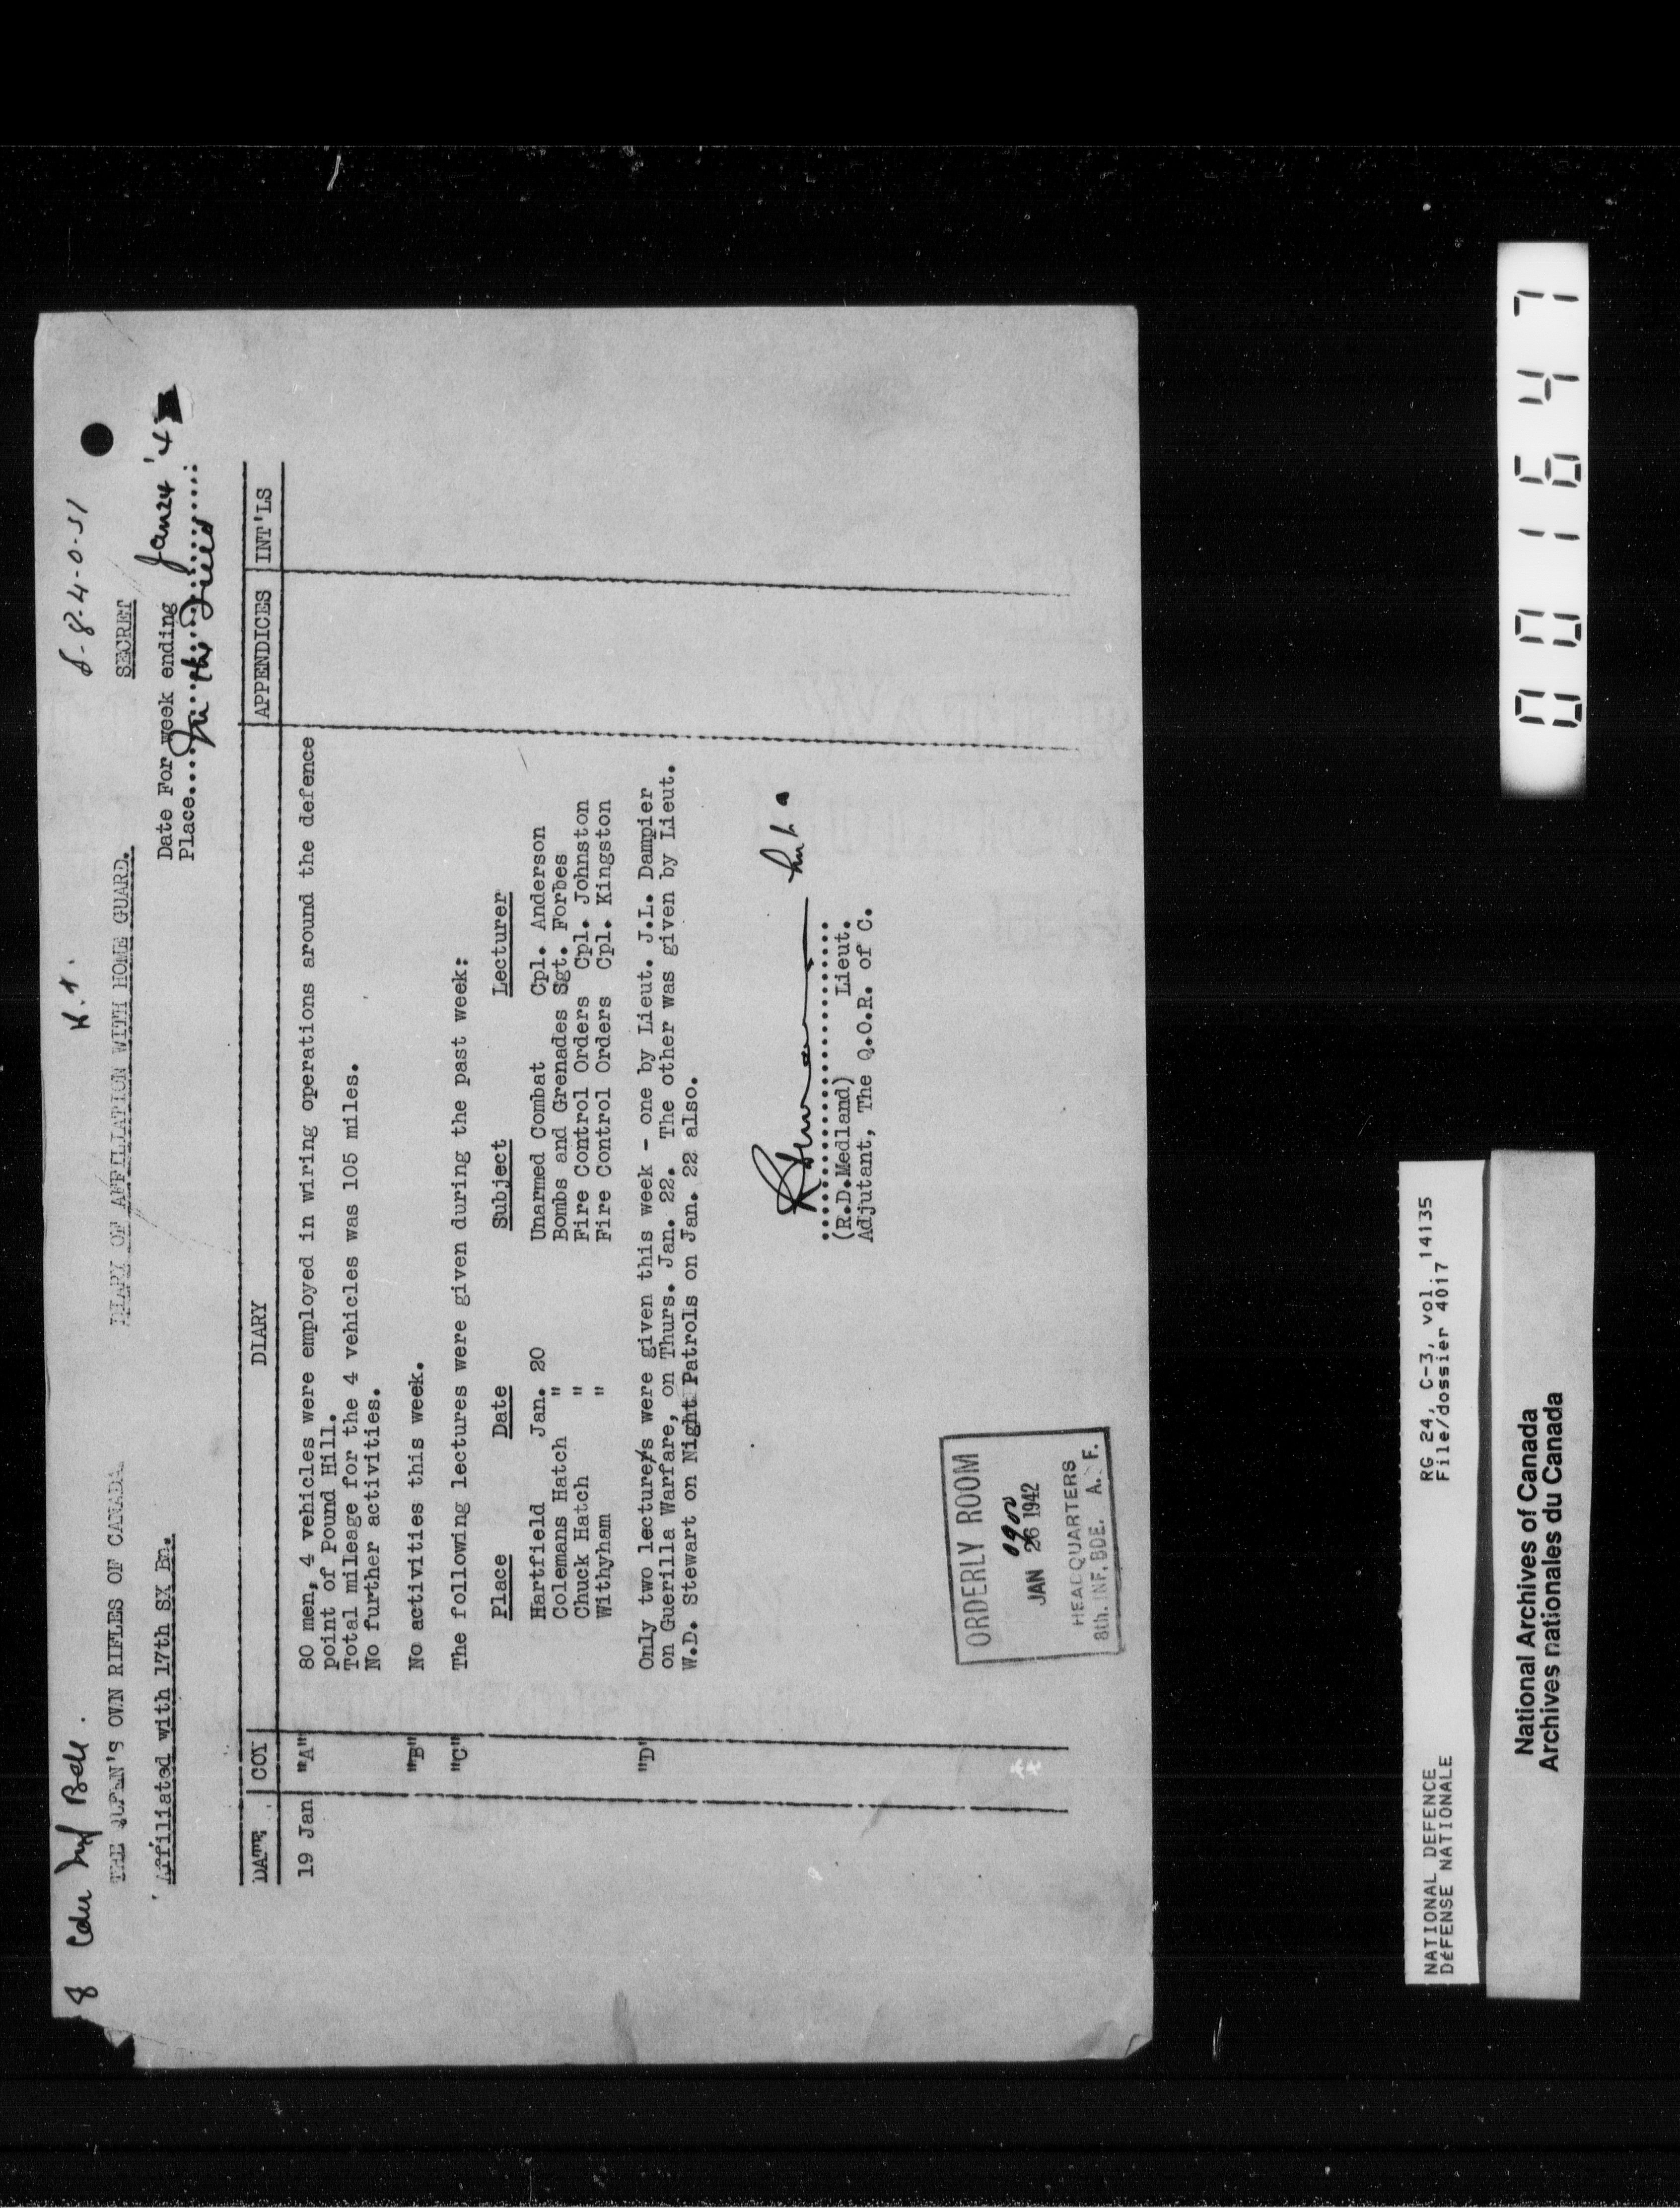 8 Cdn Inf Bde. K.1. 8-8-4-0-51
THE QUEEN'S OWN RIFLES OF CANADA DIARY OF AFFILIATION WITH HOME GUARD. SECRET
Affiliated with 17th SX Bn. Date For week ending Jan 24 '42
Place....In the Field
DATE COY DIARY APPENDICES INT'LS
19 Jan "A" 80 men, 4 vehicles were employed in wiring operations around the defence
point of Pound Hill.
Total mileage for the 4 vehicles was 105 miles.
No further activities.
"B" No activities this week.
"C" The following lectures were given during the past week:
Place Date Subject Lecturer
Hartfield Jan. 20 Unarmed Combat Cpl. Anderson
Colemans Hatch " Bombs and Grenades Sgt. Forbes
Chuck Hatch " Fire Control Orders Cpl. Johnston
Withyham " Fire Control Orders Cpl. Kingston
"D" Only two lectures were given this week - one by Lieut. J.L. Dampier
on Guerilla Warfare, on Thurs. Jan. 22. The other was given by Lieut.
W.D. Stewart on Night Patrols on Jan. 22 also.
(R.D.Medland) Lieut.
Adjutant, The Q.O.R. of C.
ORDERLY ROOM
0900
JAN 26 1942
HEADQUARTERS
8th. INF. BDE. A. F.
NATIONAL DEFENCE RG 24, C-3, vol. 14135
DÉFENSE NATIONALE File/dossier 4017
National Archives of Canada
Archives nationales du Canada
001647